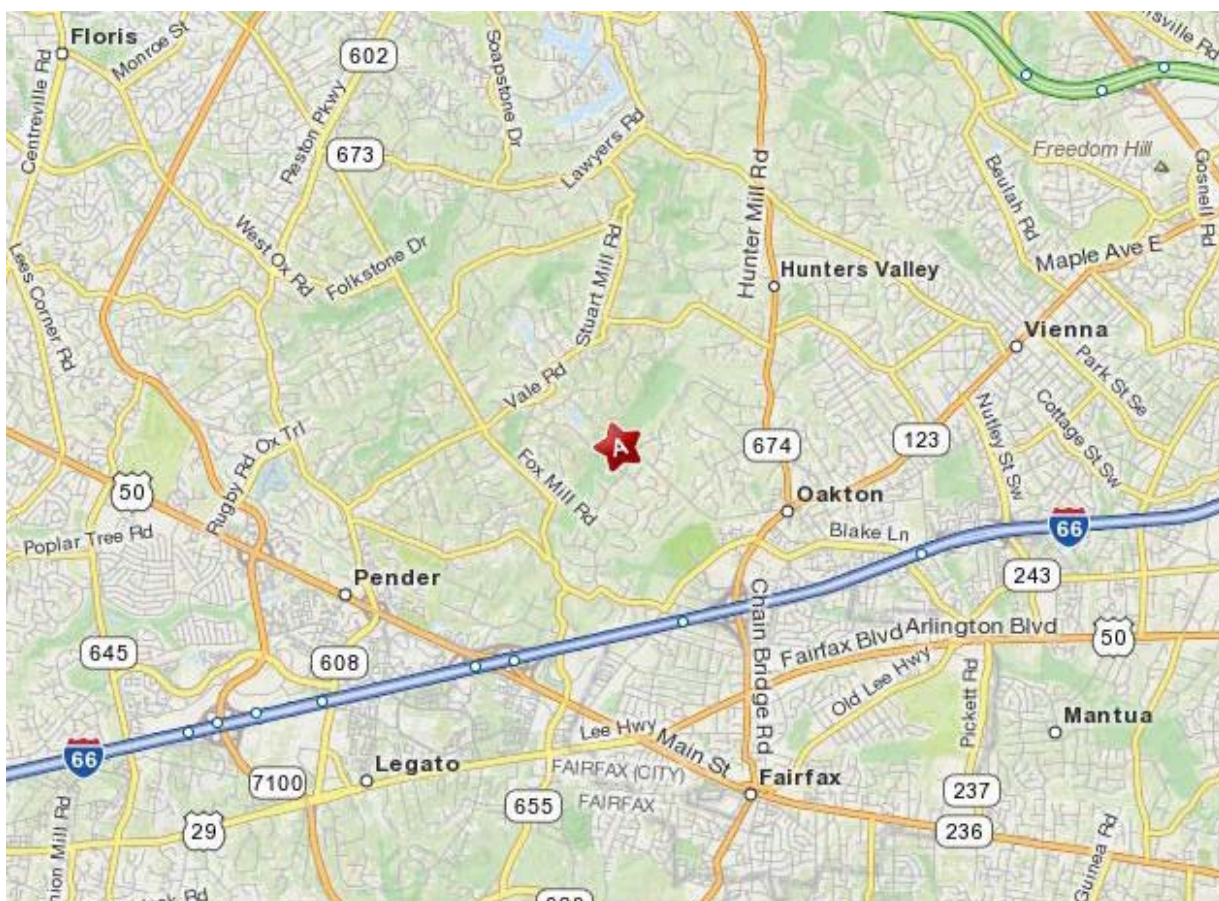 Floris
Monroe St
602
Soapstone Dr
Centreville Rd
Reston Pkwy
673
Lawyers Rd
Hunter Mill Rd
Freedom Hill
Beulah Rd
Gosnell Rd
West Ox Rd
Folkstone Dr
Stuart Mill Rd
Maple Ave E
Hunters Valley
Lees Corner Rd
Vienna
Vale Rd
Park St Se
Nutley St Sw
Cottage St Sw
A
674
123
Ox Trl
Rugby Rd
Fox Mill Rd
50
Oakton
Poplar Tree Rd
Blake Ln
66
Pender
243
Chain Bridge Rd
Fairfax Blvd
Arlington Blvd
50
645
608
Old Lee Hwy
Pickett Rd
Lee Hwy
Main St
Mantua
66
Legato
FAIRFAX (CITY)
FAIRFAX
Fairfax
7100
655
237
29
236
Guinea Rd